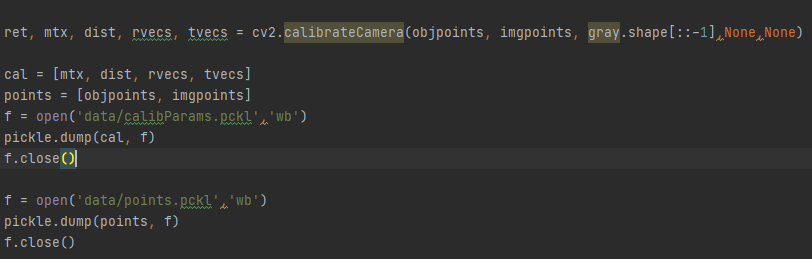 ret, mtx, dist, rvecs, tvecs = cv2.calibrateCamera(objpoints, imgpoints, gray.shape[::-1],None,None)
cal = [mtx, dist, rvecs, tvecs]
points = [objpoints, imgpoints]
f = open('data/calibParams.pckl','wb')
pickle.dump(cal, f)
f.close()
f = open('data/points.pckl','wb')
pickle.dump(points, f)
f.close()